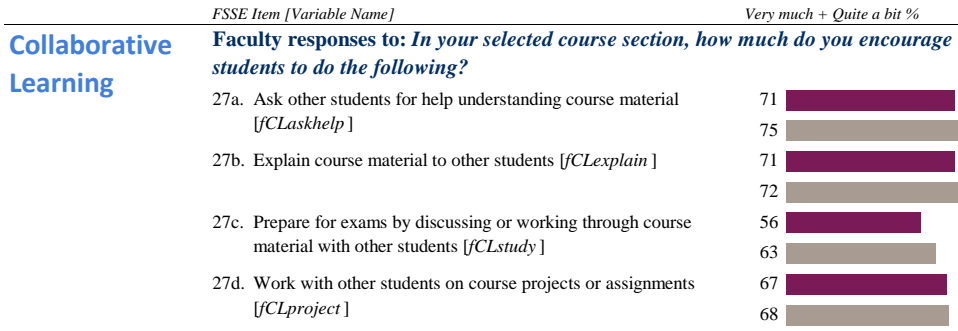 FSSE Item [Variable Name] Very much + Quite a bit %
Collaborative Learning
Faculty responses to: In your selected course section, how much do you encourage
students to do the following?
27a. Ask other students for help understanding course material 71
[fCLaskhelp ]
75
27b. Explain course material to other students [fCLexplain ] 71
72
27c. Prepare for exams by discussing or working through course 56
material with other students [fCLstudy ] 63
27d. Work with other students on course projects or assignments 67
[fCLproject ] 68